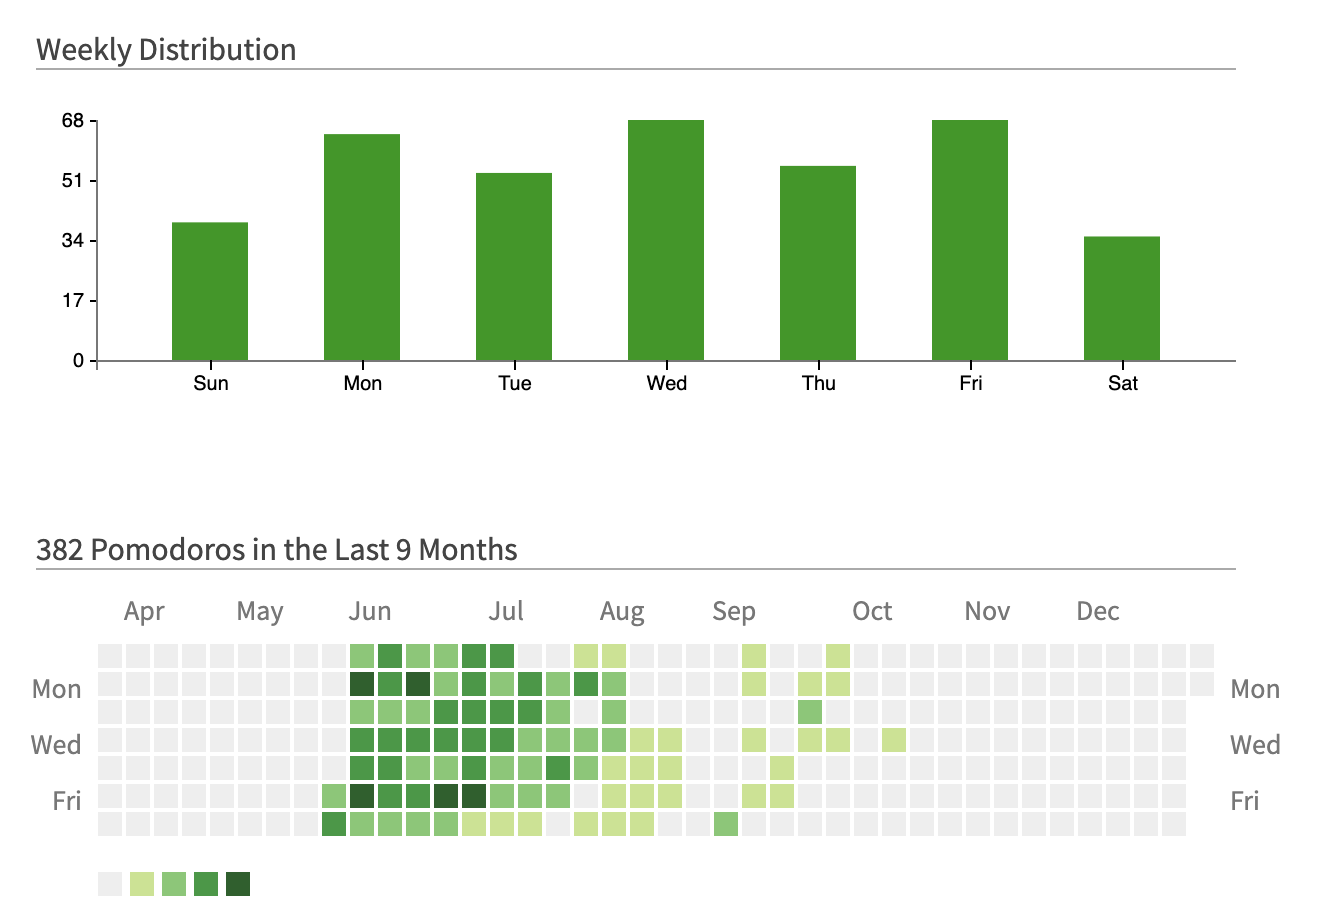 Weekly Distribution
68
51
34
17
0
Sun Mon Tue Wed Thu Fri Sat
382 Pomodoros in the Last 9 Months
Apr May Jun Jul Aug Sep Oct Nov Dec
Mon Mon
Wed Wed
Fri Fri